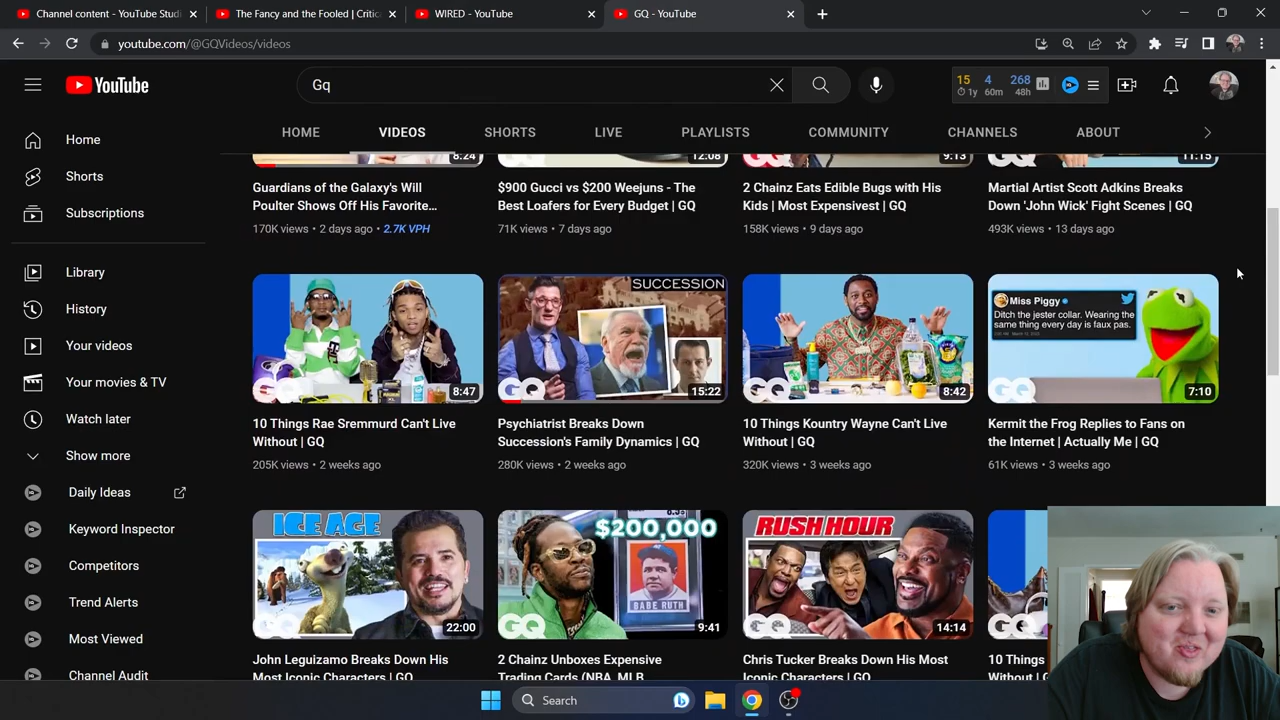 Channel content - YouTube Studi
The Fancy and the Fooled | Critica
WIRED - YouTube
GQ - YouTube
youtube.com/@GQVideos/videos
YouTube
Gq
15 4 268
1y 60m 48h
HOME VIDEOS SHORTS LIVE PLAYLISTS COMMUNITY CHANNELS ABOUT
Home
Shorts
Subscriptions
Library
History
Your videos
Your movies & TV
Watch later
Show more
Daily Ideas
Keyword Inspector
Competitors
Trend Alerts
Most Viewed
Channel Audit
8:24
Guardians of the Galaxy's Will
Poulter Shows Off His Favorite...
170K views • 2 days ago • 2.7K VPH
12:08
$900 Gucci vs $200 Weejuns - The
Best Loafers for Every Budget | GQ
71K views • 7 days ago
9:13
2 Chainz Eats Edible Bugs with His
Kids | Most Expensivest | GQ
158K views • 9 days ago
11:15
Martial Artist Scott Adkins Breaks
Down 'John Wick' Fight Scenes | GQ
493K views • 13 days ago
GQ
8:47
10 Things Rae Sremmurd Can't Live
Without | GQ
205K views • 2 weeks ago
SUCCESSION
GQ
15:22
Psychiatrist Breaks Down
Succession's Family Dynamics | GQ
280K views • 2 weeks ago
GQ
8:42
10 Things Kountry Wayne Can't Live
Without | GQ
320K views • 3 weeks ago
Miss Piggy
Ditch the jester collar. Wearing the
same thing every day is faux pas.
GQ
7:10
Kermit the Frog Replies to Fans on
the Internet | Actually Me | GQ
61K views • 3 weeks ago
ICE AGE
GQ
22:00
John Leguizamo Breaks Down His
Most Iconic Characters | GQ
$200,000
BABE RUTH
GQ
9:41
2 Chainz Unboxes Expensive
Trading Cards (NBA, MLB,
RUSH HOUR
GQ
14:14
Chris Tucker Breaks Down His Most
Iconic Characters | GQ
GQ
10 Things
Without | G
Search